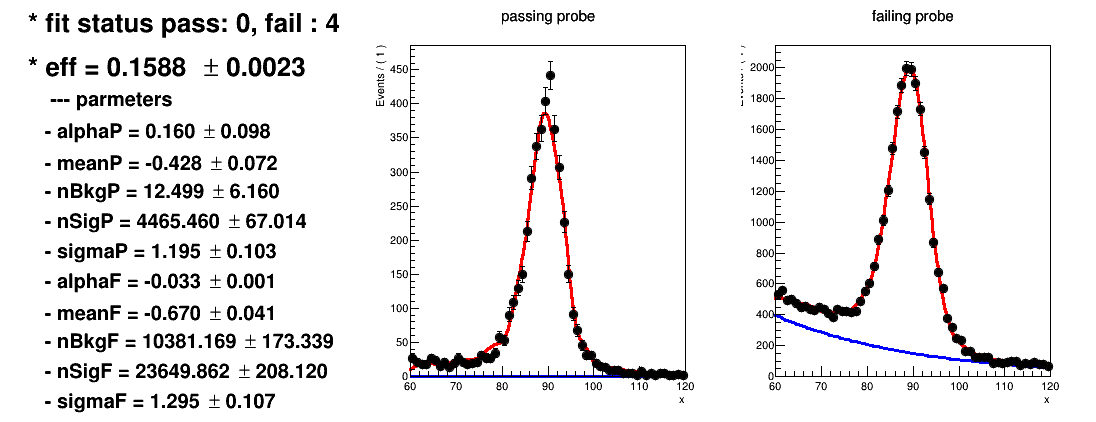 * fit status pass: 0, fail : 4
* eff = 0.1588 ± 0.0023
--- parmeters
- alphaP = 0.160 ± 0.098
- meanP = -0.428 ± 0.072
- nBkgP = 12.499 ± 6.160
- nSigP = 4465.460 ± 67.014
- sigmaP = 1.195 ± 0.103
- alphaF = -0.033 ± 0.001
- meanF = -0.670 ± 0.041
- nBkgF = 10381.169 ± 173.339
- nSigF = 23649.862 ± 208.120
- sigmaF = 1.295 ± 0.107
passing probe
Events / ( 1 )
450
400
350
300
250
200
150
100
50
0
60 70 80 90 100 110 120
x
failing probe
2000
1800
1600
1400
1200
1000
800
600
400
200
0
60 70 80 90 100 110 120
x